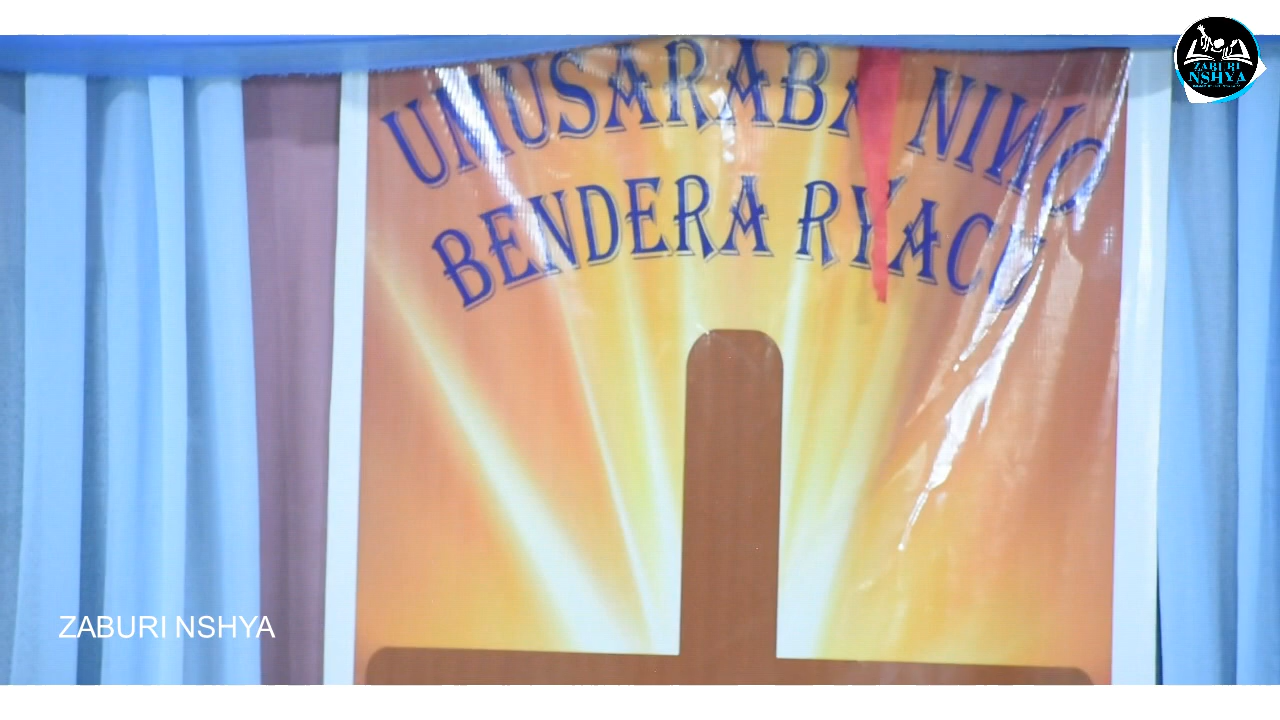 UMUSARABA NIWO
BENDERA RYACU
ZABURI NSHYA
ZABURI
NSHYA